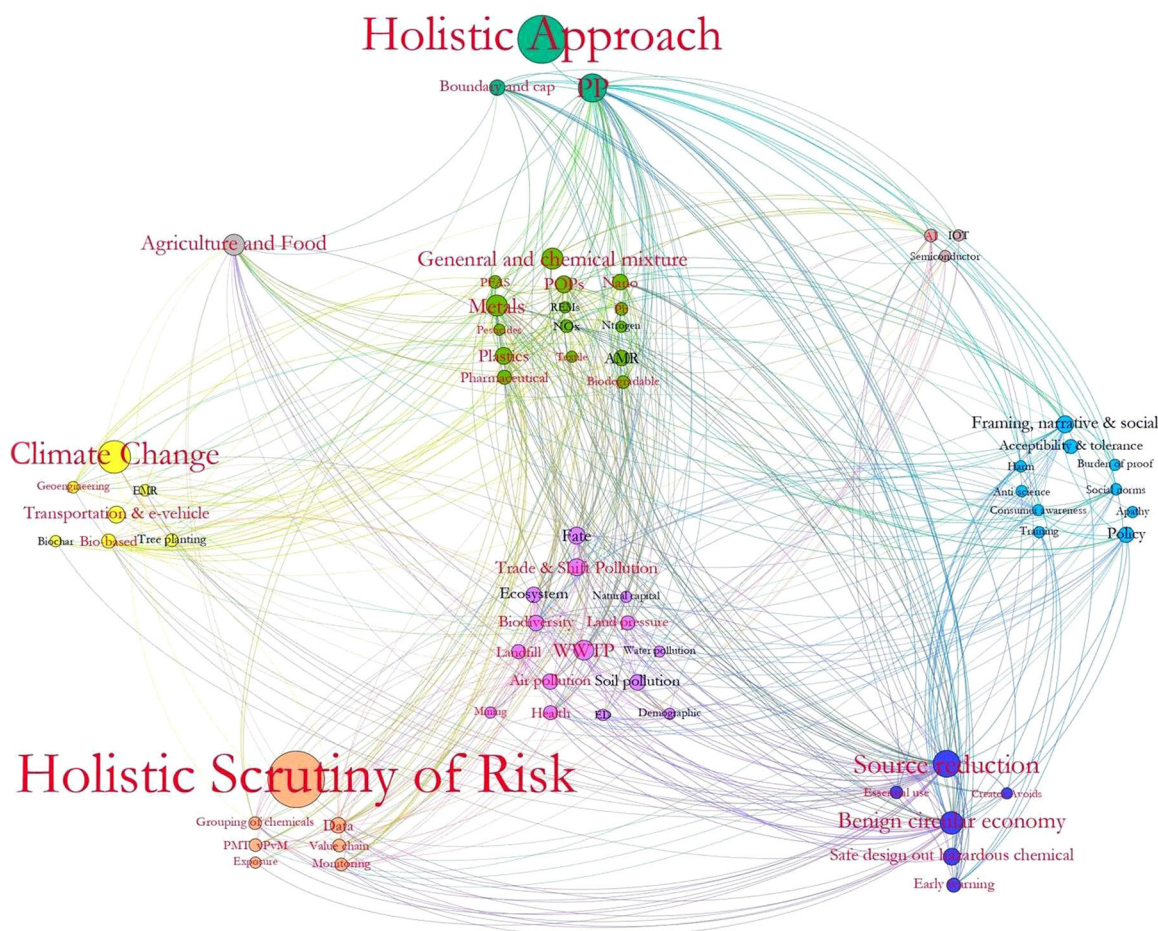 Holistic Approach
Boundary and cap
PP
Agriculture and Food
AI
IOT
Semiconductor
Genenral and chemical mixture
PFAS
POPs
Nano
Metals
REMs
Pesticides
NOx
Nitrogen
Plastics
Textile
AMR
Pharmaceutical
Biodegradable
Climate Change
Geoengineering
EMR
Transportation & e-vehicle
Biochar
Bio-based
Tree planting
Framing, narrative & social
Acceptibility & tolerance
Harm
Burden of proof
Anti science
Social norms
Consumer awareness
Apathy
Training
Policy
Fate
Trade & Shift Pollution
Ecosystem
Natural capital
Biodiversity
Land pressure
Landfill
WWTP
Water pollution
Air pollution
Soil pollution
Mining
Health
ED
Demographic
Holistic Scrutiny of Risk
Grouping of chemicals
Data
PMT vPvM
Value chain
Exposure
Monitoring
Source reduction
Essential use
Benign circular economy
Safe design out hazardous chemical
Early warning